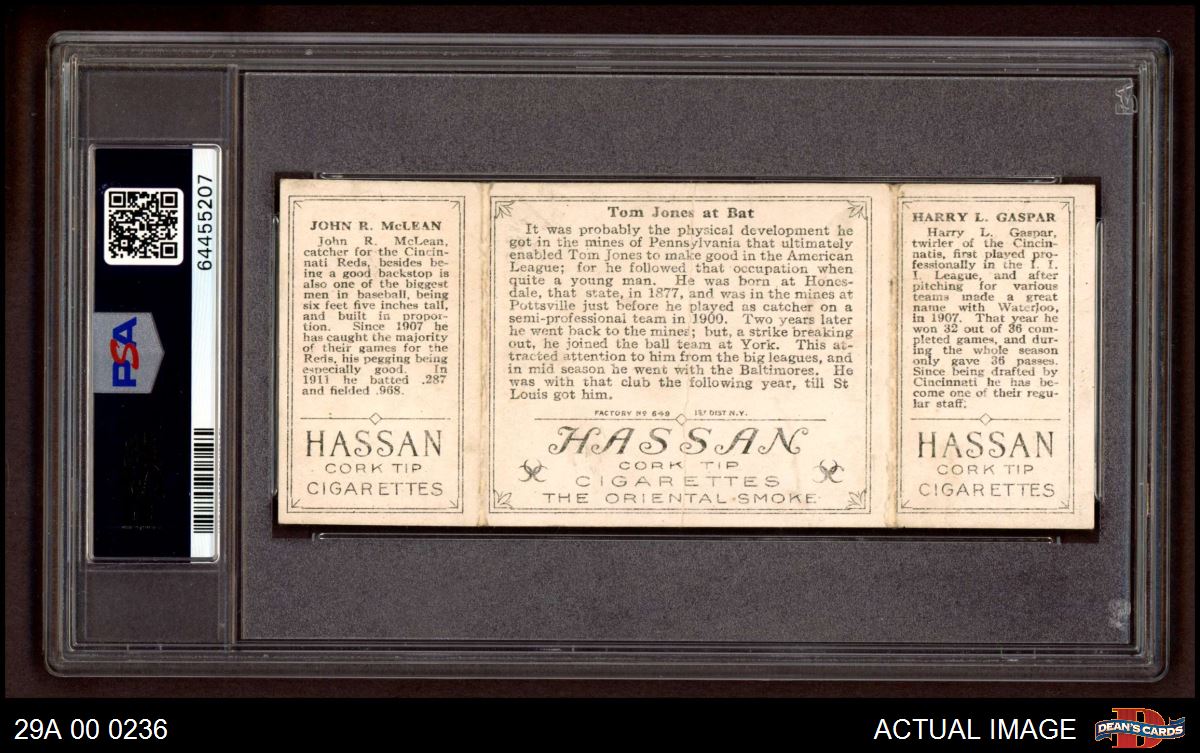 64455207
PSA
JOHN R. McLEAN
John R. McLean,
catcher for the Cincin-
nati Reds, besides be-
ing a good backstop is
also one of the biggest
men in baseball, being
six feet five inches tall,
and built in propor-
tion. Since 1907 he
has caught the majority
of their games for the
Reds, his pegging being
especially good. In
1911 he batted .287
and fielded .968.
HASSAN
CORK TIP
CIGARETTES
Tom Jones at Bat
It was probably the physical development he
got in the mines of Pennsylvania that ultimately
enabled Tom Jones to make good in the American
League; for he followed that occupation when
quite a young man. He was born at Hones-
dale, that state, in 1877, and was in the mines at
Pottsville just before he played as catcher on a
semi-professional team in 1900. Two years later
he went back to the mines; but, a strike breaking
out, he joined the ball team at York. This at-
tracted attention to him from the big leagues, and
in mid season he went with the Baltimores. He
was with that club the following year, till St
Louis got him.
FACTORY Nº 649 1ST DIST N.Y.
HASSAN
CORK TIP
CIGARETTES
THE ORIENTAL SMOKE
HARRY L. GASPAR
Harry L. Gaspar,
twirler of the Cincin-
natis, first played pro-
fessionally in the I. I.
I. League, and after
pitching for various
teams made a great
name with Waterloo,
in 1907. That year he
won 32 out of 36 com-
pleted games, and dur-
ing the whole season
only gave 36 passes.
Since being drafted by
Cincinnati he has be-
come one of their regu-
lar staff.
HASSAN
CORK TIP
CIGARETTES
29A 00 0236
ACTUAL IMAGE
DEAN'S CARDS